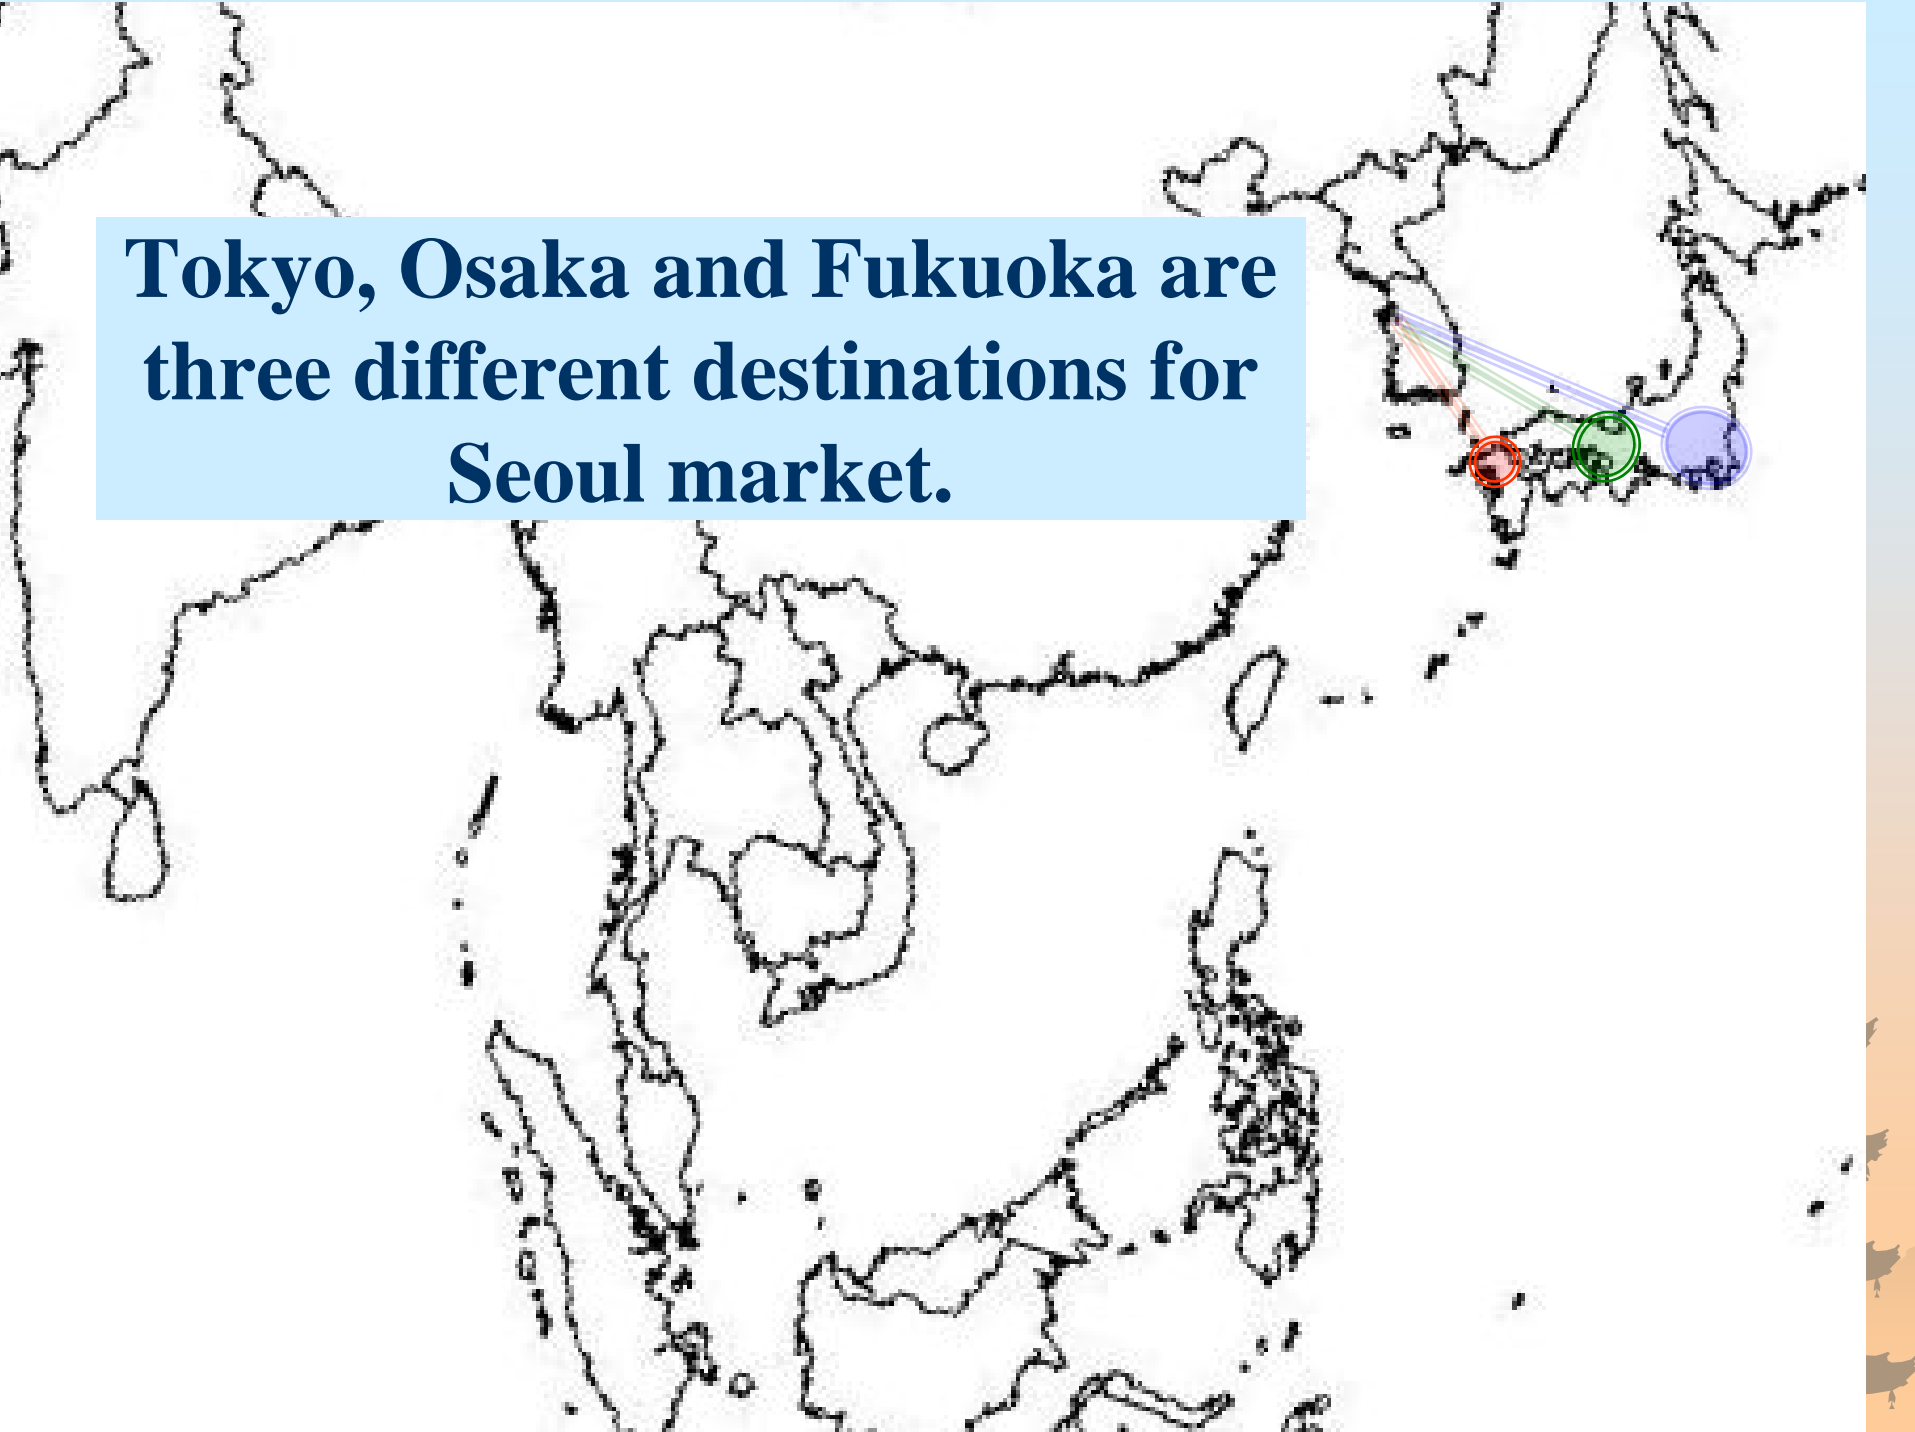 Tokyo, Osaka and Fukuoka are
three different destinations for
Seoul market.